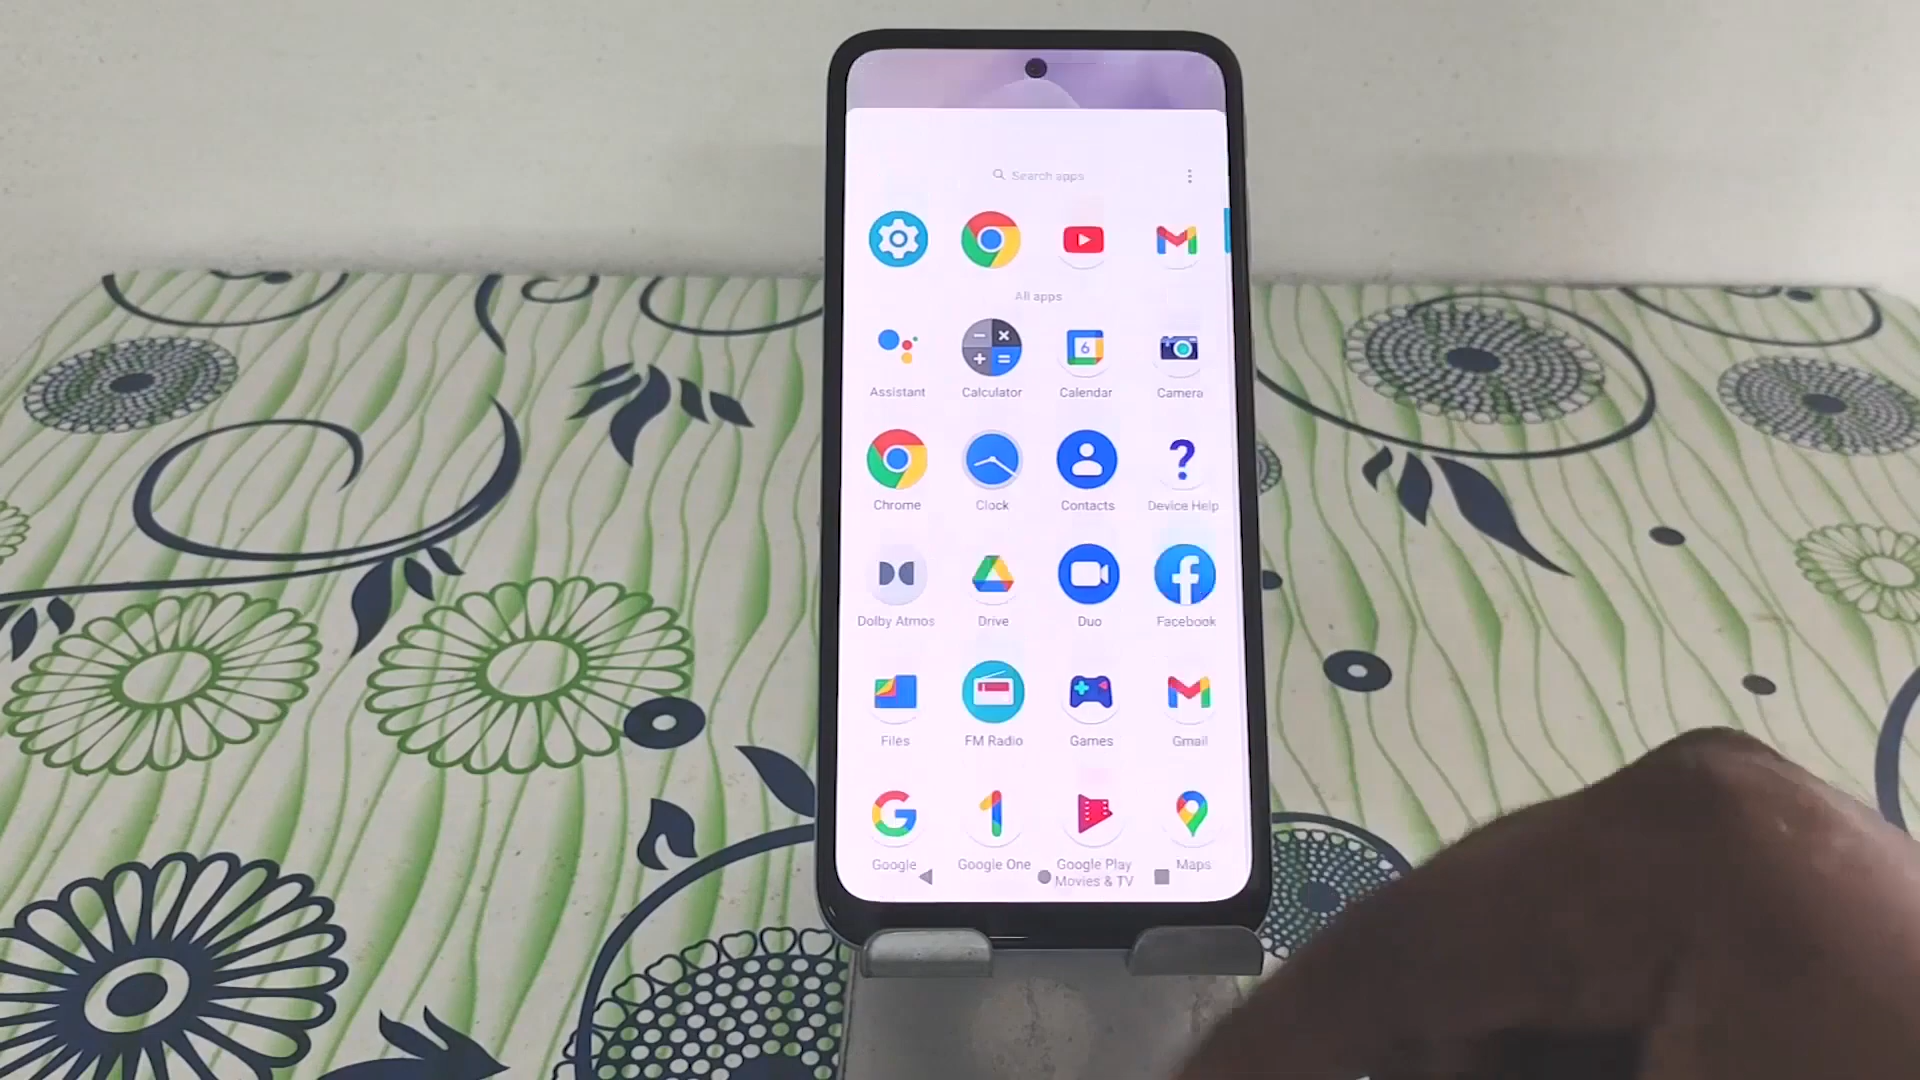 Search apps
All apps
6
Assistant Calculator Calendar Camera
Chrome Clock Contacts Device Help
Dolby Atmos Drive Duo Facebook
Files FM Radio Games Gmail
Google Google One Google Play Maps
Movies & TV